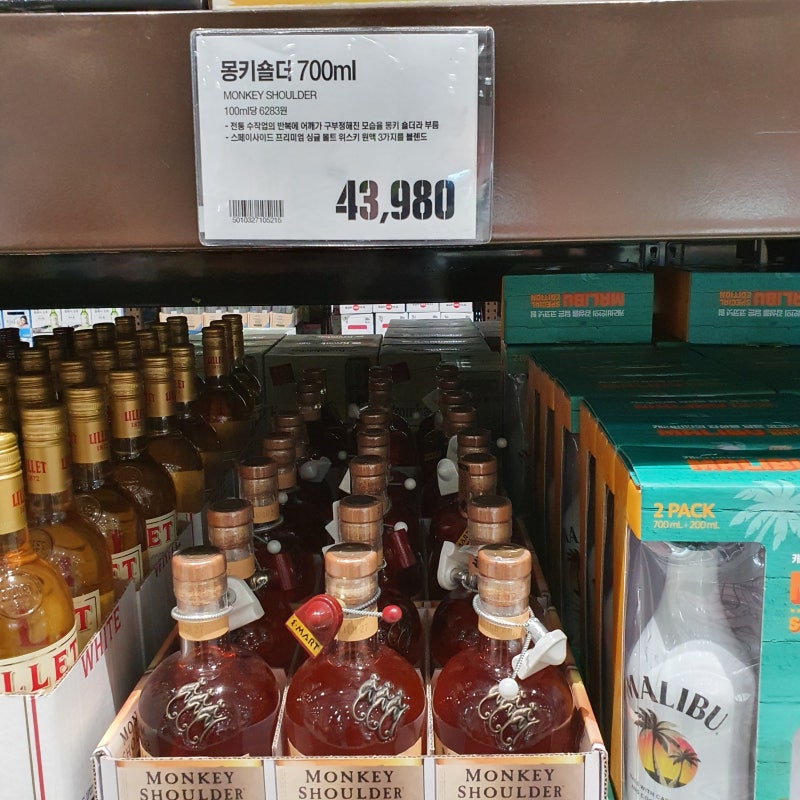 몽키숄더 700ml
MONKEY SHOULDER
100ml당 6283원
- 전통 수작업의 반복에 어깨가 구부정해진 모습을 몽키 숄더라 부름
- 스페이사이드 프리미엄 싱글 몰트 위스키 원액 3가지를 블렌드
43,980
5010327105215
MALIBU
SPECIAL
EDITION
LILLET
LILLET
LILLET
WHITE
2 PACK
700mL + 200mL
E-MART
MALIBU
MONKEY
SHOULDER
MONKEY
SHOULDER
MONKEY
SHOULDER